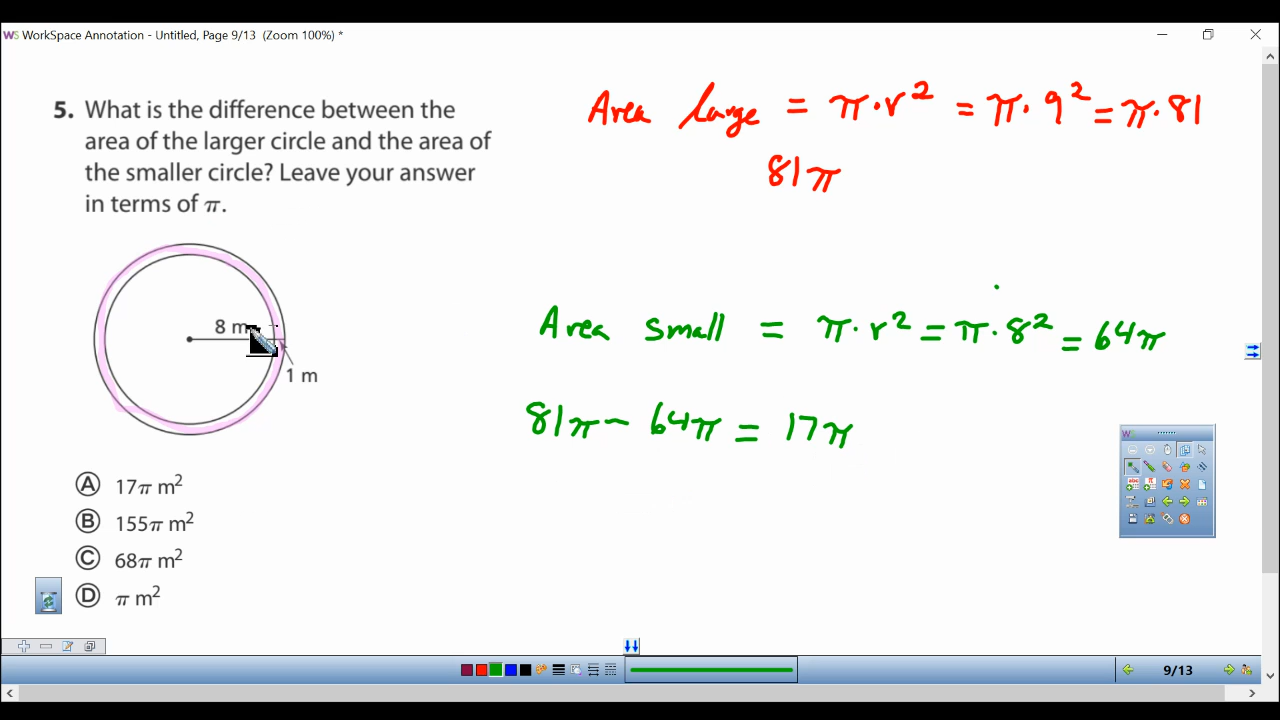 WS WorkSpace Annotation - Untitled, Page 9/13 (Zoom 100%) *
5. What is the difference between the
area of the larger circle and the area of
the smaller circle? Leave your answer
in terms of π.
8 m
1 m
Ⓐ 17π m²
Ⓑ 155π m²
Ⓒ 68π m²
Ⓓ π m²
Area large = π·r² = π·9² = π·81
81π
Area small = π·r² = π·8² = 64π
81π - 64π = 17π
WS
9/13